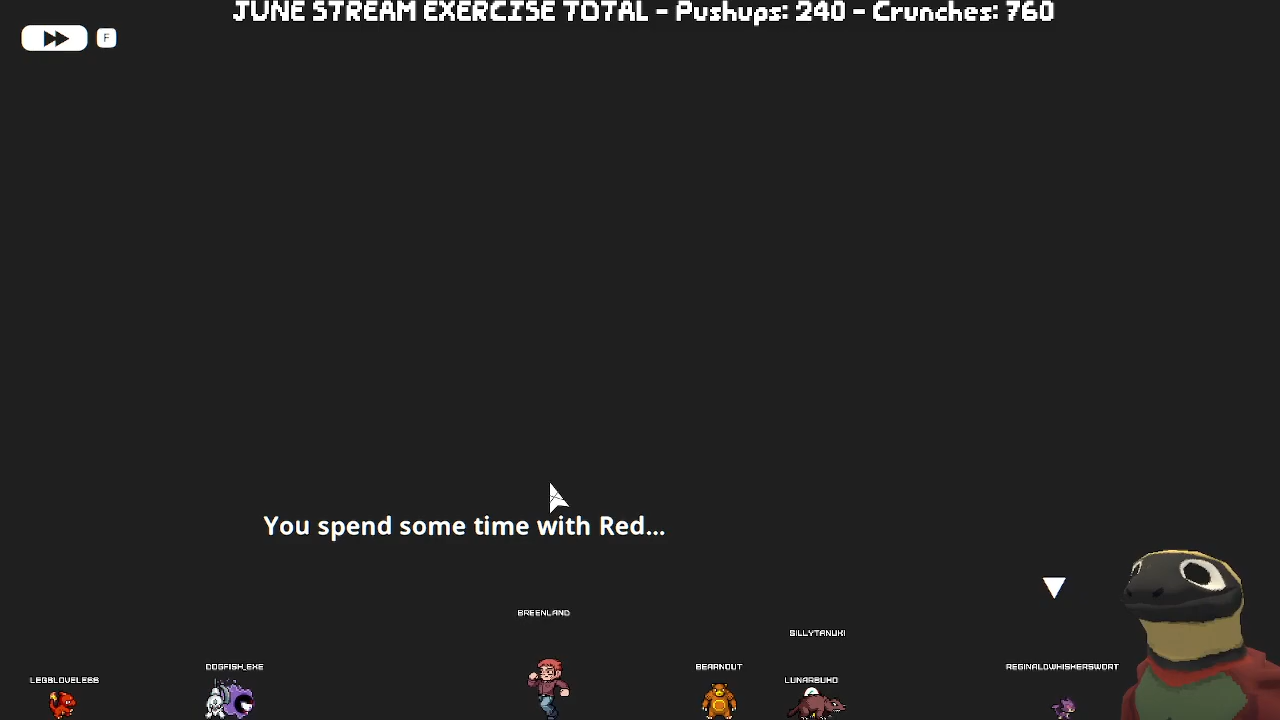 JUNE STREAM EXERCISE TOTAL - Pushups: 240 - Crunches: 760
F
You spend some time with Red...
BREENLAND
SILLYTANUKI
DOGFISH_EXE
BEARNOUT
REGINALDWHISKERSWORT
LEGBLOVELESS
LUNARBUHO